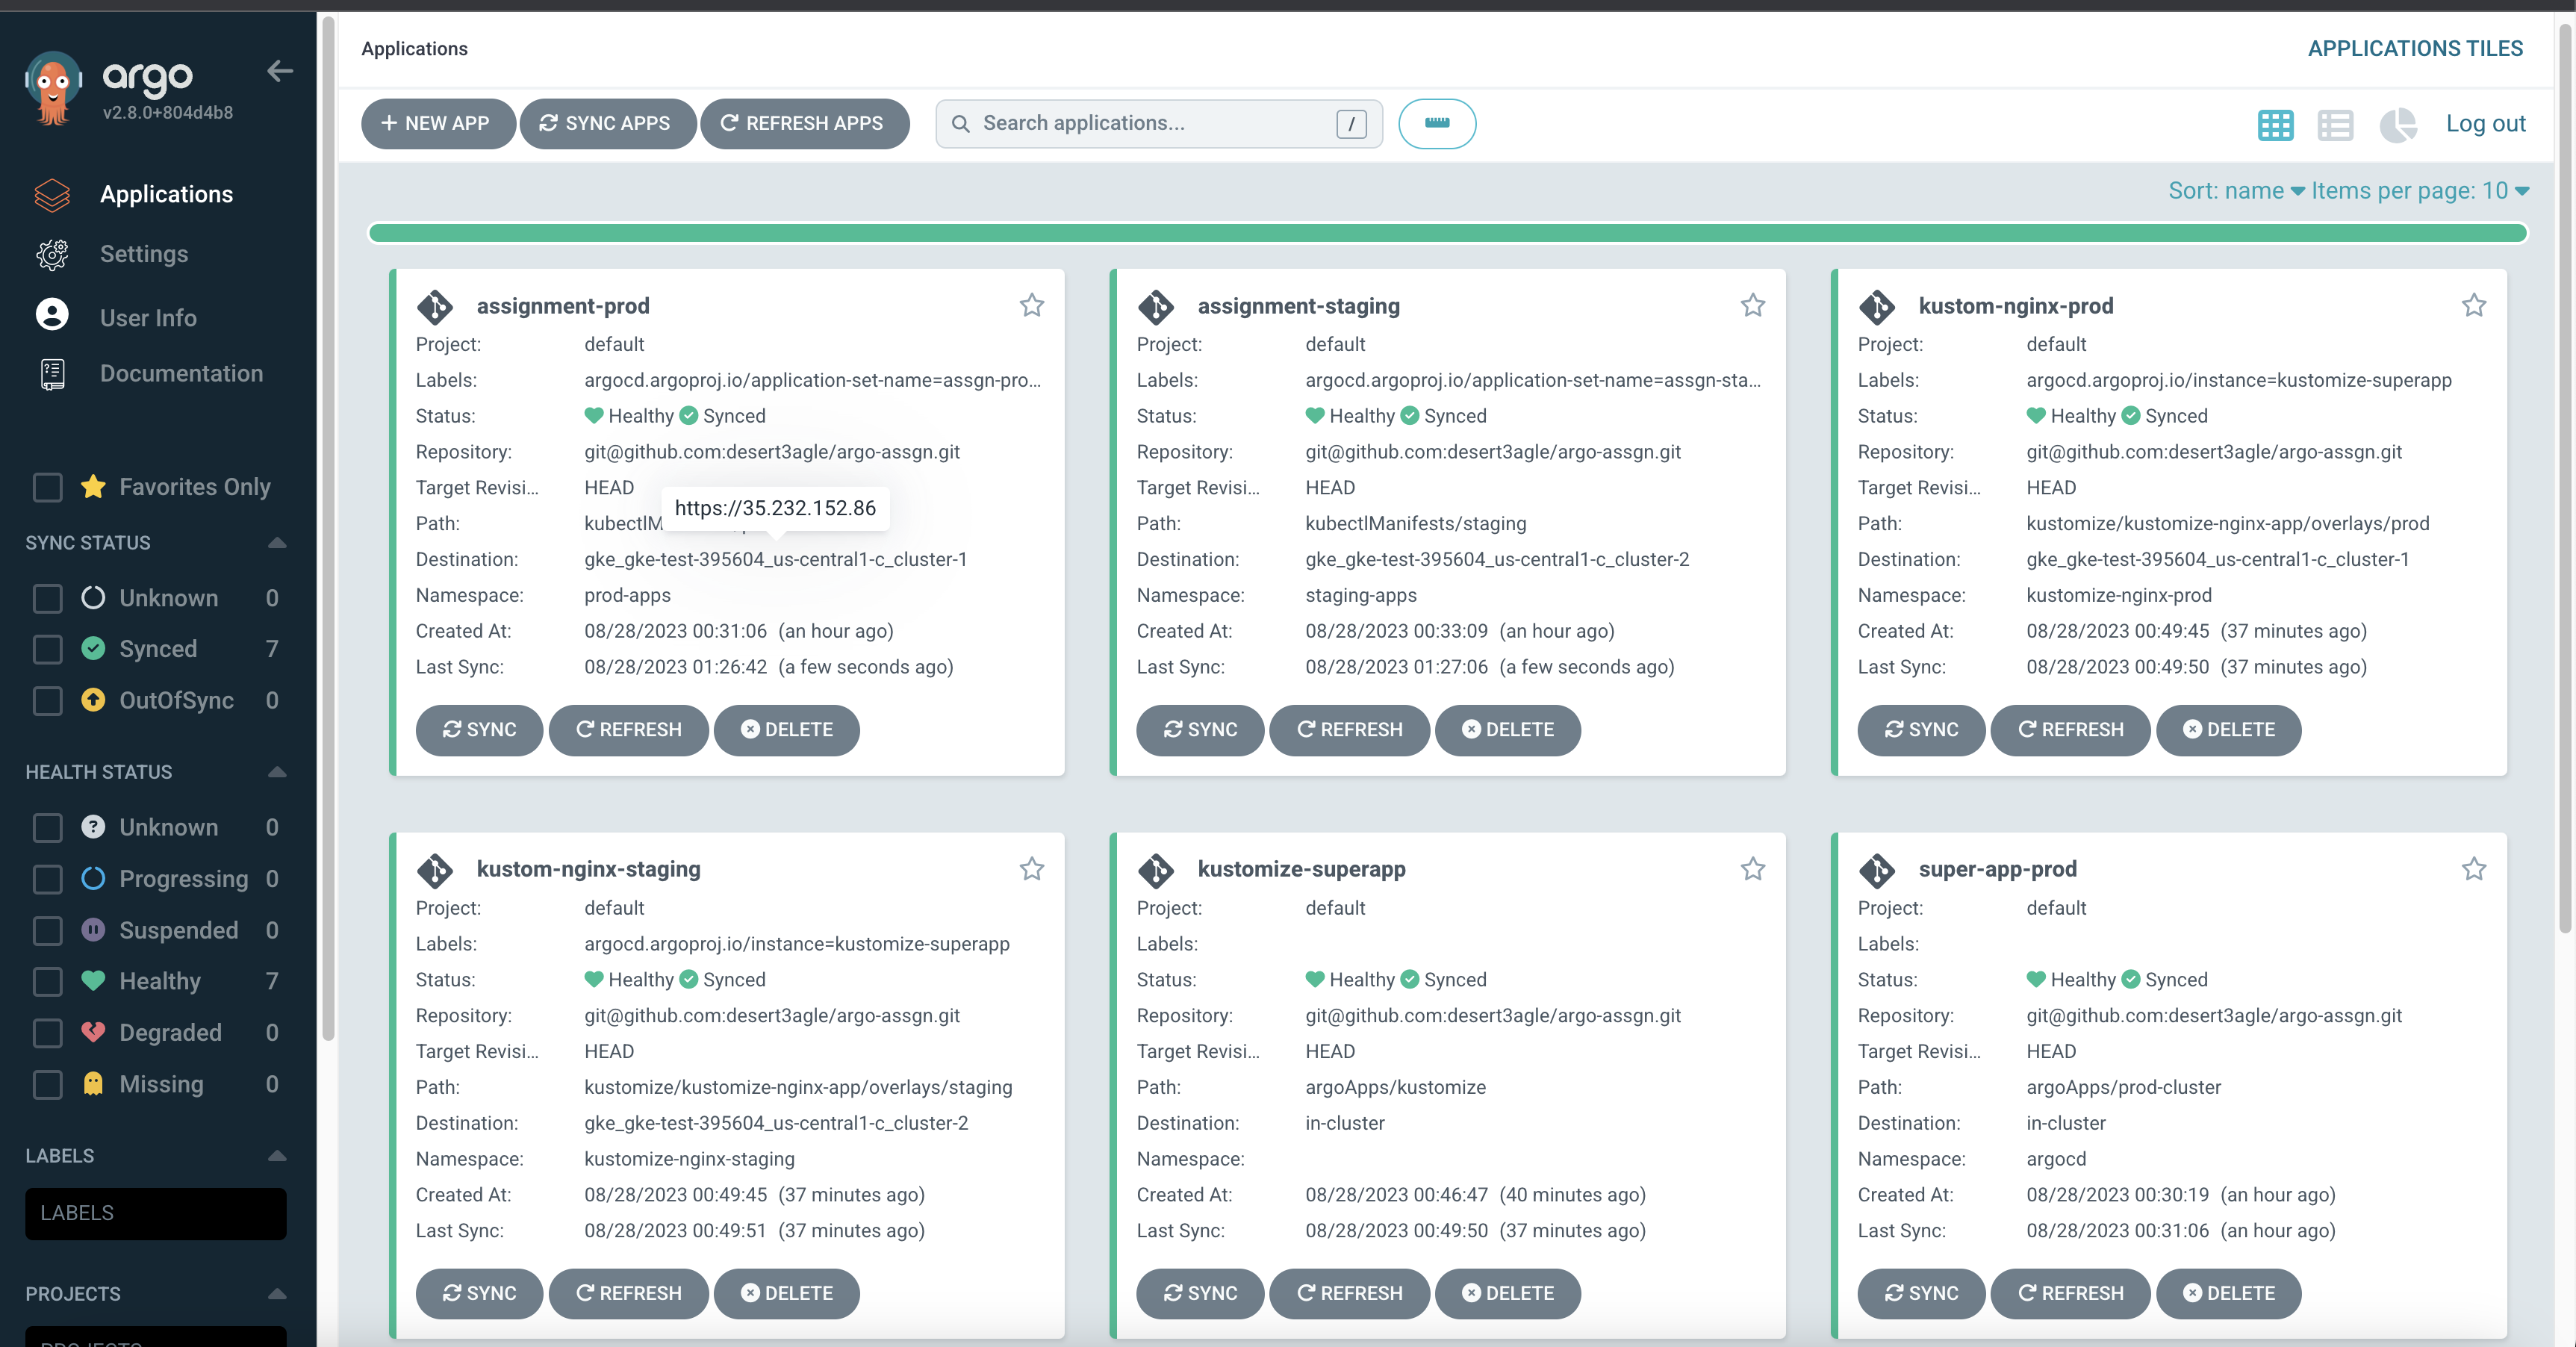 argo
v2.8.0+804d4b8
Applications
Settings
User Info
Documentation
Favorites Only
SYNC STATUS
Unknown 0
Synced 7
OutOfSync 0
HEALTH STATUS
Unknown 0
Progressing 0
Suspended 0
Healthy 7
Degraded 0
Missing 0
LABELS
LABELS
PROJECTS
PROJECTS
Applications APPLICATIONS TILES
NEW APP SYNC APPS REFRESH APPS Search applications... / Log out
Sort: name Items per page: 10
assignment-prod
Project: default
Labels: argocd.argoproj.io/application-set-name=assgn-pro...
Status: Healthy Synced
Repository: git@github.com:desert3agle/argo-assgn.git
Target Revisi... HEAD
https://35.232.152.86
Path: kubectlM
Destination: gke_gke-test-395604_us-central1-c_cluster-1
Namespace: prod-apps
Created At: 08/28/2023 00:31:06 (an hour ago)
Last Sync: 08/28/2023 01:26:42 (a few seconds ago)
SYNC REFRESH DELETE
assignment-staging
Project: default
Labels: argocd.argoproj.io/application-set-name=assgn-sta...
Status: Healthy Synced
Repository: git@github.com:desert3agle/argo-assgn.git
Target Revisi... HEAD
Path: kubectlManifests/staging
Destination: gke_gke-test-395604_us-central1-c_cluster-2
Namespace: staging-apps
Created At: 08/28/2023 00:33:09 (an hour ago)
Last Sync: 08/28/2023 01:27:06 (a few seconds ago)
SYNC REFRESH DELETE
kustom-nginx-prod
Project: default
Labels: argocd.argoproj.io/instance=kustomize-superapp
Status: Healthy Synced
Repository: git@github.com:desert3agle/argo-assgn.git
Target Revisi... HEAD
Path: kustomize/kustomize-nginx-app/overlays/prod
Destination: gke_gke-test-395604_us-central1-c_cluster-1
Namespace: kustomize-nginx-prod
Created At: 08/28/2023 00:49:45 (37 minutes ago)
Last Sync: 08/28/2023 00:49:50 (37 minutes ago)
SYNC REFRESH DELETE
kustom-nginx-staging
Project: default
Labels: argocd.argoproj.io/instance=kustomize-superapp
Status: Healthy Synced
Repository: git@github.com:desert3agle/argo-assgn.git
Target Revisi... HEAD
Path: kustomize/kustomize-nginx-app/overlays/staging
Destination: gke_gke-test-395604_us-central1-c_cluster-2
Namespace: kustomize-nginx-staging
Created At: 08/28/2023 00:49:45 (37 minutes ago)
Last Sync: 08/28/2023 00:49:51 (37 minutes ago)
SYNC REFRESH DELETE
kustomize-superapp
Project: default
Labels:
Status: Healthy Synced
Repository: git@github.com:desert3agle/argo-assgn.git
Target Revisi... HEAD
Path: argoApps/kustomize
Destination: in-cluster
Namespace:
Created At: 08/28/2023 00:46:47 (40 minutes ago)
Last Sync: 08/28/2023 00:49:50 (37 minutes ago)
SYNC REFRESH DELETE
super-app-prod
Project: default
Labels:
Status: Healthy Synced
Repository: git@github.com:desert3agle/argo-assgn.git
Target Revisi... HEAD
Path: argoApps/prod-cluster
Destination: in-cluster
Namespace: argocd
Created At: 08/28/2023 00:30:19 (an hour ago)
Last Sync: 08/28/2023 00:31:06 (an hour ago)
SYNC REFRESH DELETE